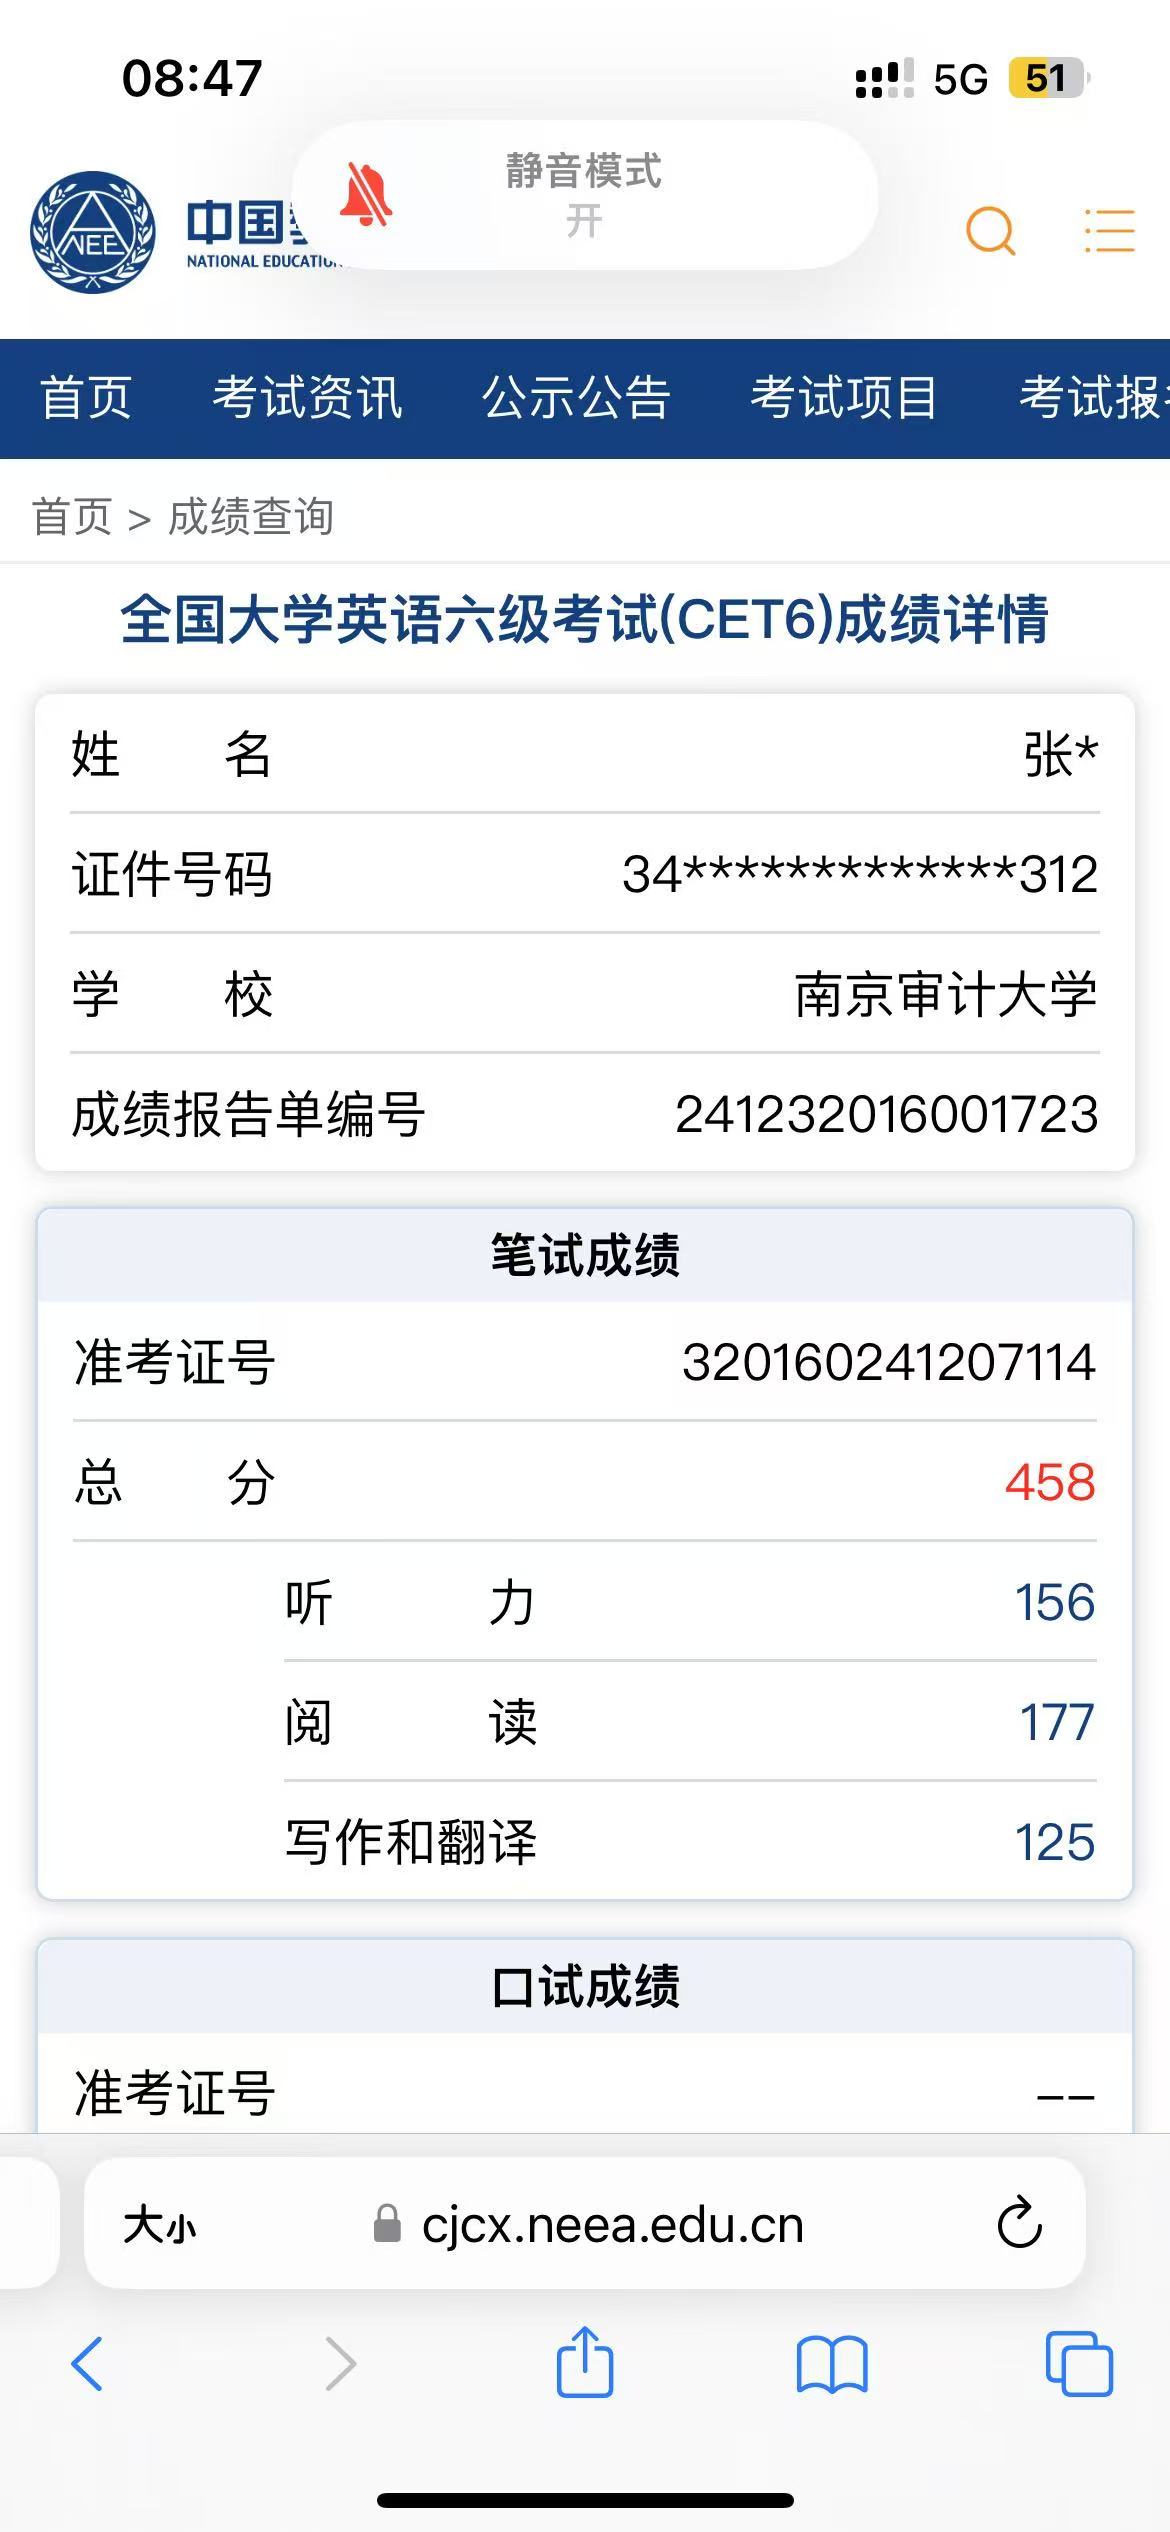 08:47
5G 51
静音模式
开
NEE
中国
NATIONAL EDUCATION
首页 考试资讯 公示公告 考试项目 考试报名
首页 > 成绩查询
全国大学英语六级考试(CET6)成绩详情
姓名 张*
证件号码 34*************312
学校 南京审计大学
成绩报告单编号 241232016001723
笔试成绩
准考证号 320160241207114
总分 458
听力 156
阅读 177
写作和翻译 125
口试成绩
准考证号 --
大小 cjcx.neea.edu.cn